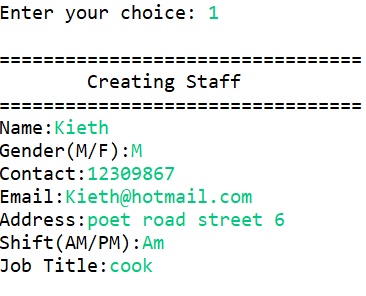 Enter your choice: 1
=================================
Creating Staff
=================================
Name:Kieth
Gender(M/F):M
Contact:12309867
Email:Kieth@hotmail.com
Address:poet road street 6
Shift(AM/PM):Am
Job Title:cook